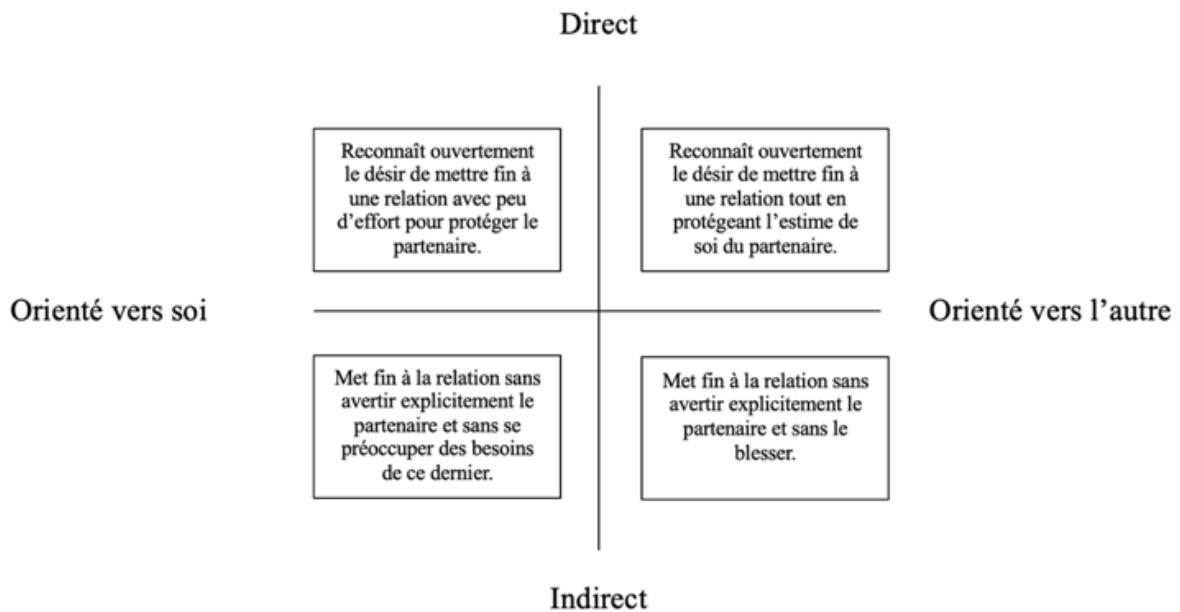 Direct
Reconnaît ouvertement
le désir de mettre fin à
une relation avec peu
d'effort pour protéger le
partenaire.
Reconnaît ouvertement
le désir de mettre fin à
une relation tout en
protégeant l'estime de
soi du partenaire.
Orienté vers soi
Orienté vers l'autre
Met fin à la relation sans
avertir explicitement le
partenaire et sans se
préoccuper des besoins
de ce dernier.
Met fin à la relation sans
avertir explicitement le
partenaire et sans le
blesser.
Indirect